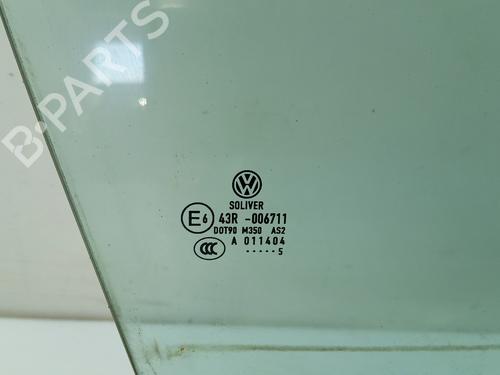 B-PARTS
VW
SOLIVER
E6 43R -006711
DOT90 M350 AS2
CCC A 011404
·····5